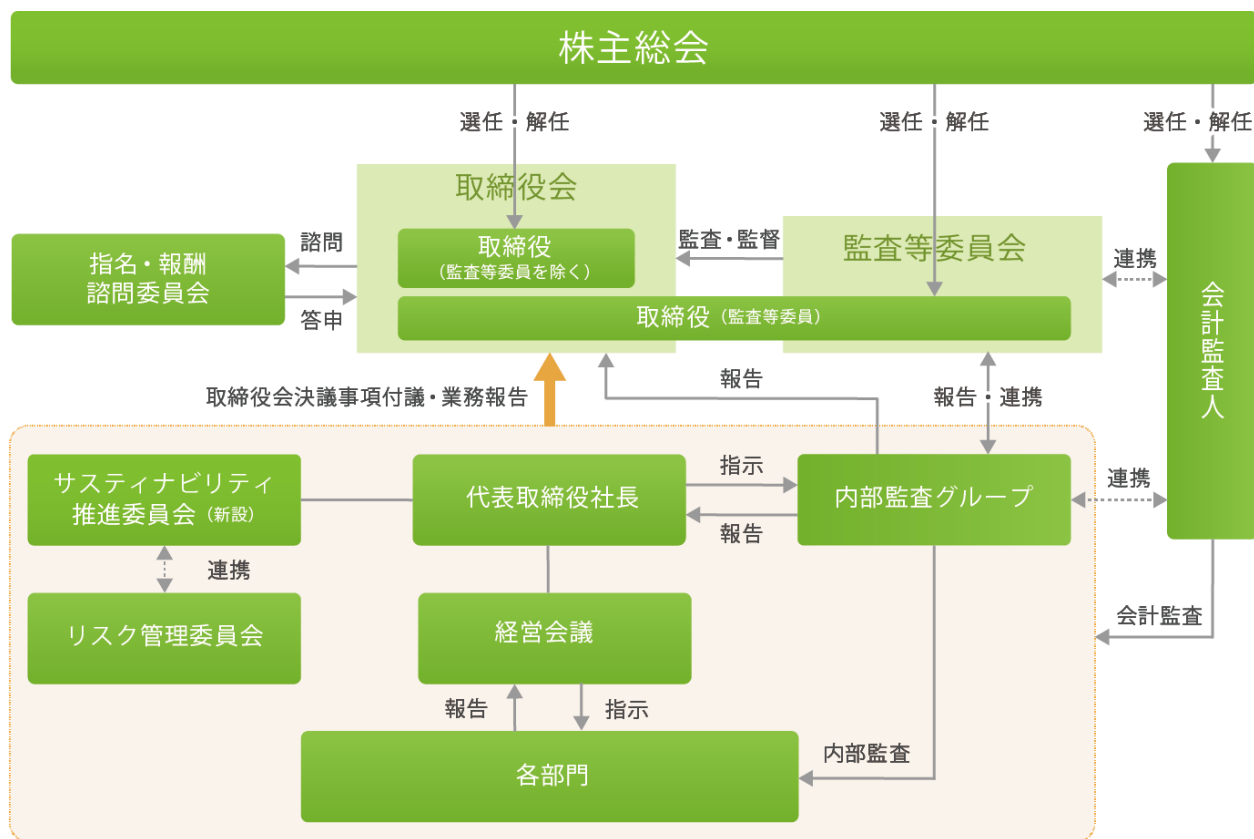 株主総会
選任・解任
選任・解任
選任・解任
取締役会
取締役
（監査等委員を除く）
監査・監督
監査等委員会
取締役（監査等委員）
指名・報酬
諮問委員会
諮問
答申
連携
会計監査人
取締役会決議事項付議・業務報告
報告
報告・連携
サスティナビリティ
推進委員会（新設）
代表取締役社長
指示
報告
内部監査グループ
連携
連携
リスク管理委員会
経営会議
会計監査
報告
指示
各部門
内部監査